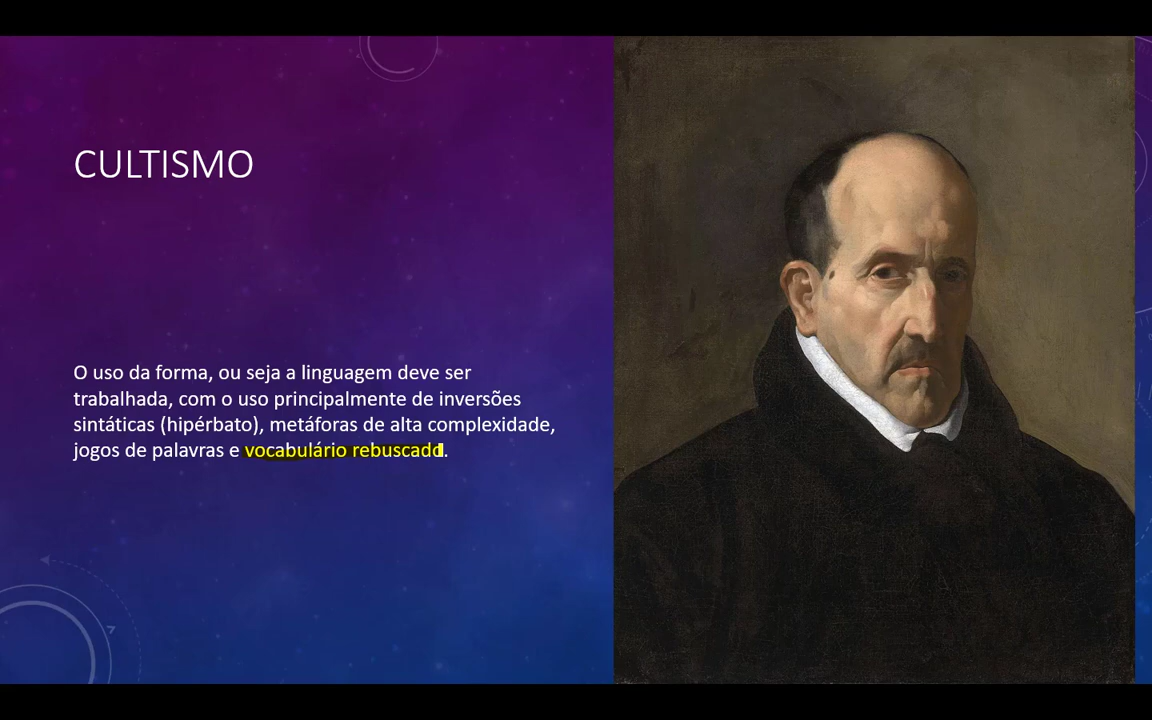 CULTISMO
O uso da forma, ou seja a linguagem deve ser
trabalhada, com o uso principalmente de inversões
sintáticas (hipérbato), metáforas de alta complexidade,
jogos de palavras e vocabulário rebuscado.